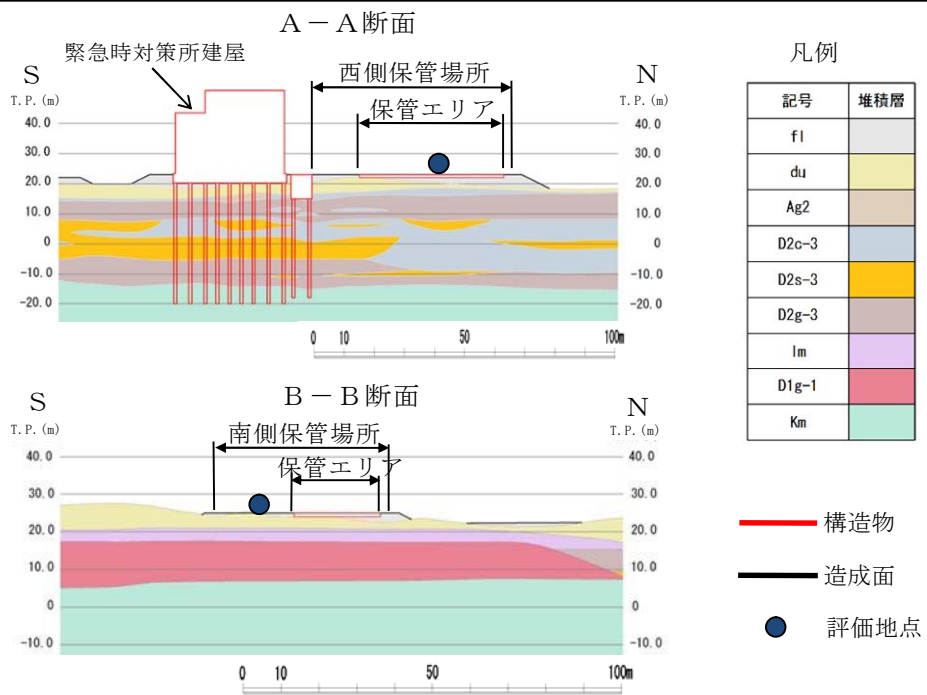 A－A断面
緊急時対策所建屋
S
N
T.P.(m)
T.P.(m)
西側保管場所
保管エリア
40.0
30.0
20.0
10.0
0
-10.0
-20.0
40.0
30.0
20.0
10.0
0
-10.0
-20.0
0 10 50 100m
B－B断面
S
N
T.P.(m)
T.P.(m)
南側保管場所
保管エリア
40.0
30.0
20.0
10.0
0
-10.0
40.0
30.0
20.0
10.0
0
-10.0
0 10 50 100m
凡例
記号 堆積層
fl
du
Ag2
D2c-3
D2s-3
D2g-3
lm
D1g-1
Km
構造物
造成面
評価地点